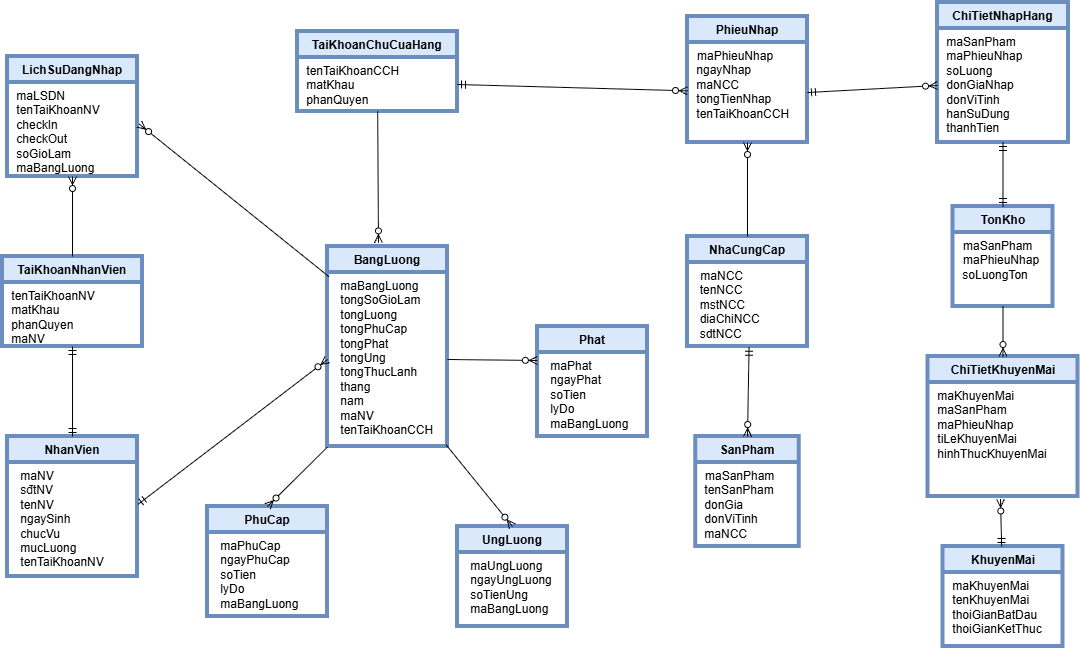 LichSuDangNhap
maLSDN
tenTaiKhoanNV
checkIn
checkOut
soGioLam
maBangLuong
TaiKhoanChuCuaHang
tenTaiKhoanCCH
matKhau
phanQuyen
PhieuNhap
maPhieuNhap
ngayNhap
maNCC
tongTienNhap
tenTaiKhoanCCH
ChiTietNhapHang
maSanPham
maPhieuNhap
soLuong
donGiaNhap
donViTinh
hanSuDung
thanhTien
TaiKhoanNhanVien
tenTaiKhoanNV
matKhau
phanQuyen
maNV
BangLuong
maBangLuong
tongSoGioLam
tongLuong
tongPhuCap
tongPhat
tongUng
tongThucLanh
thang
nam
maNV
tenTaiKhoanCCH
NhaCungCap
maNCC
tenNCC
mstNCC
diaChiNCC
sdtNCC
TonKho
maSanPham
maPhieuNhap
soLuongTon
Phat
maPhat
ngayPhat
soTien
lyDo
maBangLuong
ChiTietKhuyenMai
maKhuyenMai
maSanPham
maPhieuNhap
tiLeKhuyenMai
hinhThucKhuyenMai
NhanVien
maNV
sđtNV
tenNV
ngaySinh
chucVu
mucLuong
tenTaiKhoanNV
PhuCap
maPhuCap
ngayPhuCap
soTien
lyDo
maBangLuong
UngLuong
maUngLuong
ngayUngLuong
soTienUng
maBangLuong
SanPham
maSanPham
tenSanPham
donGia
donViTinh
maNCC
KhuyenMai
maKhuyenMai
tenKhuyenMai
thoiGianBatDau
thoiGianKetThuc